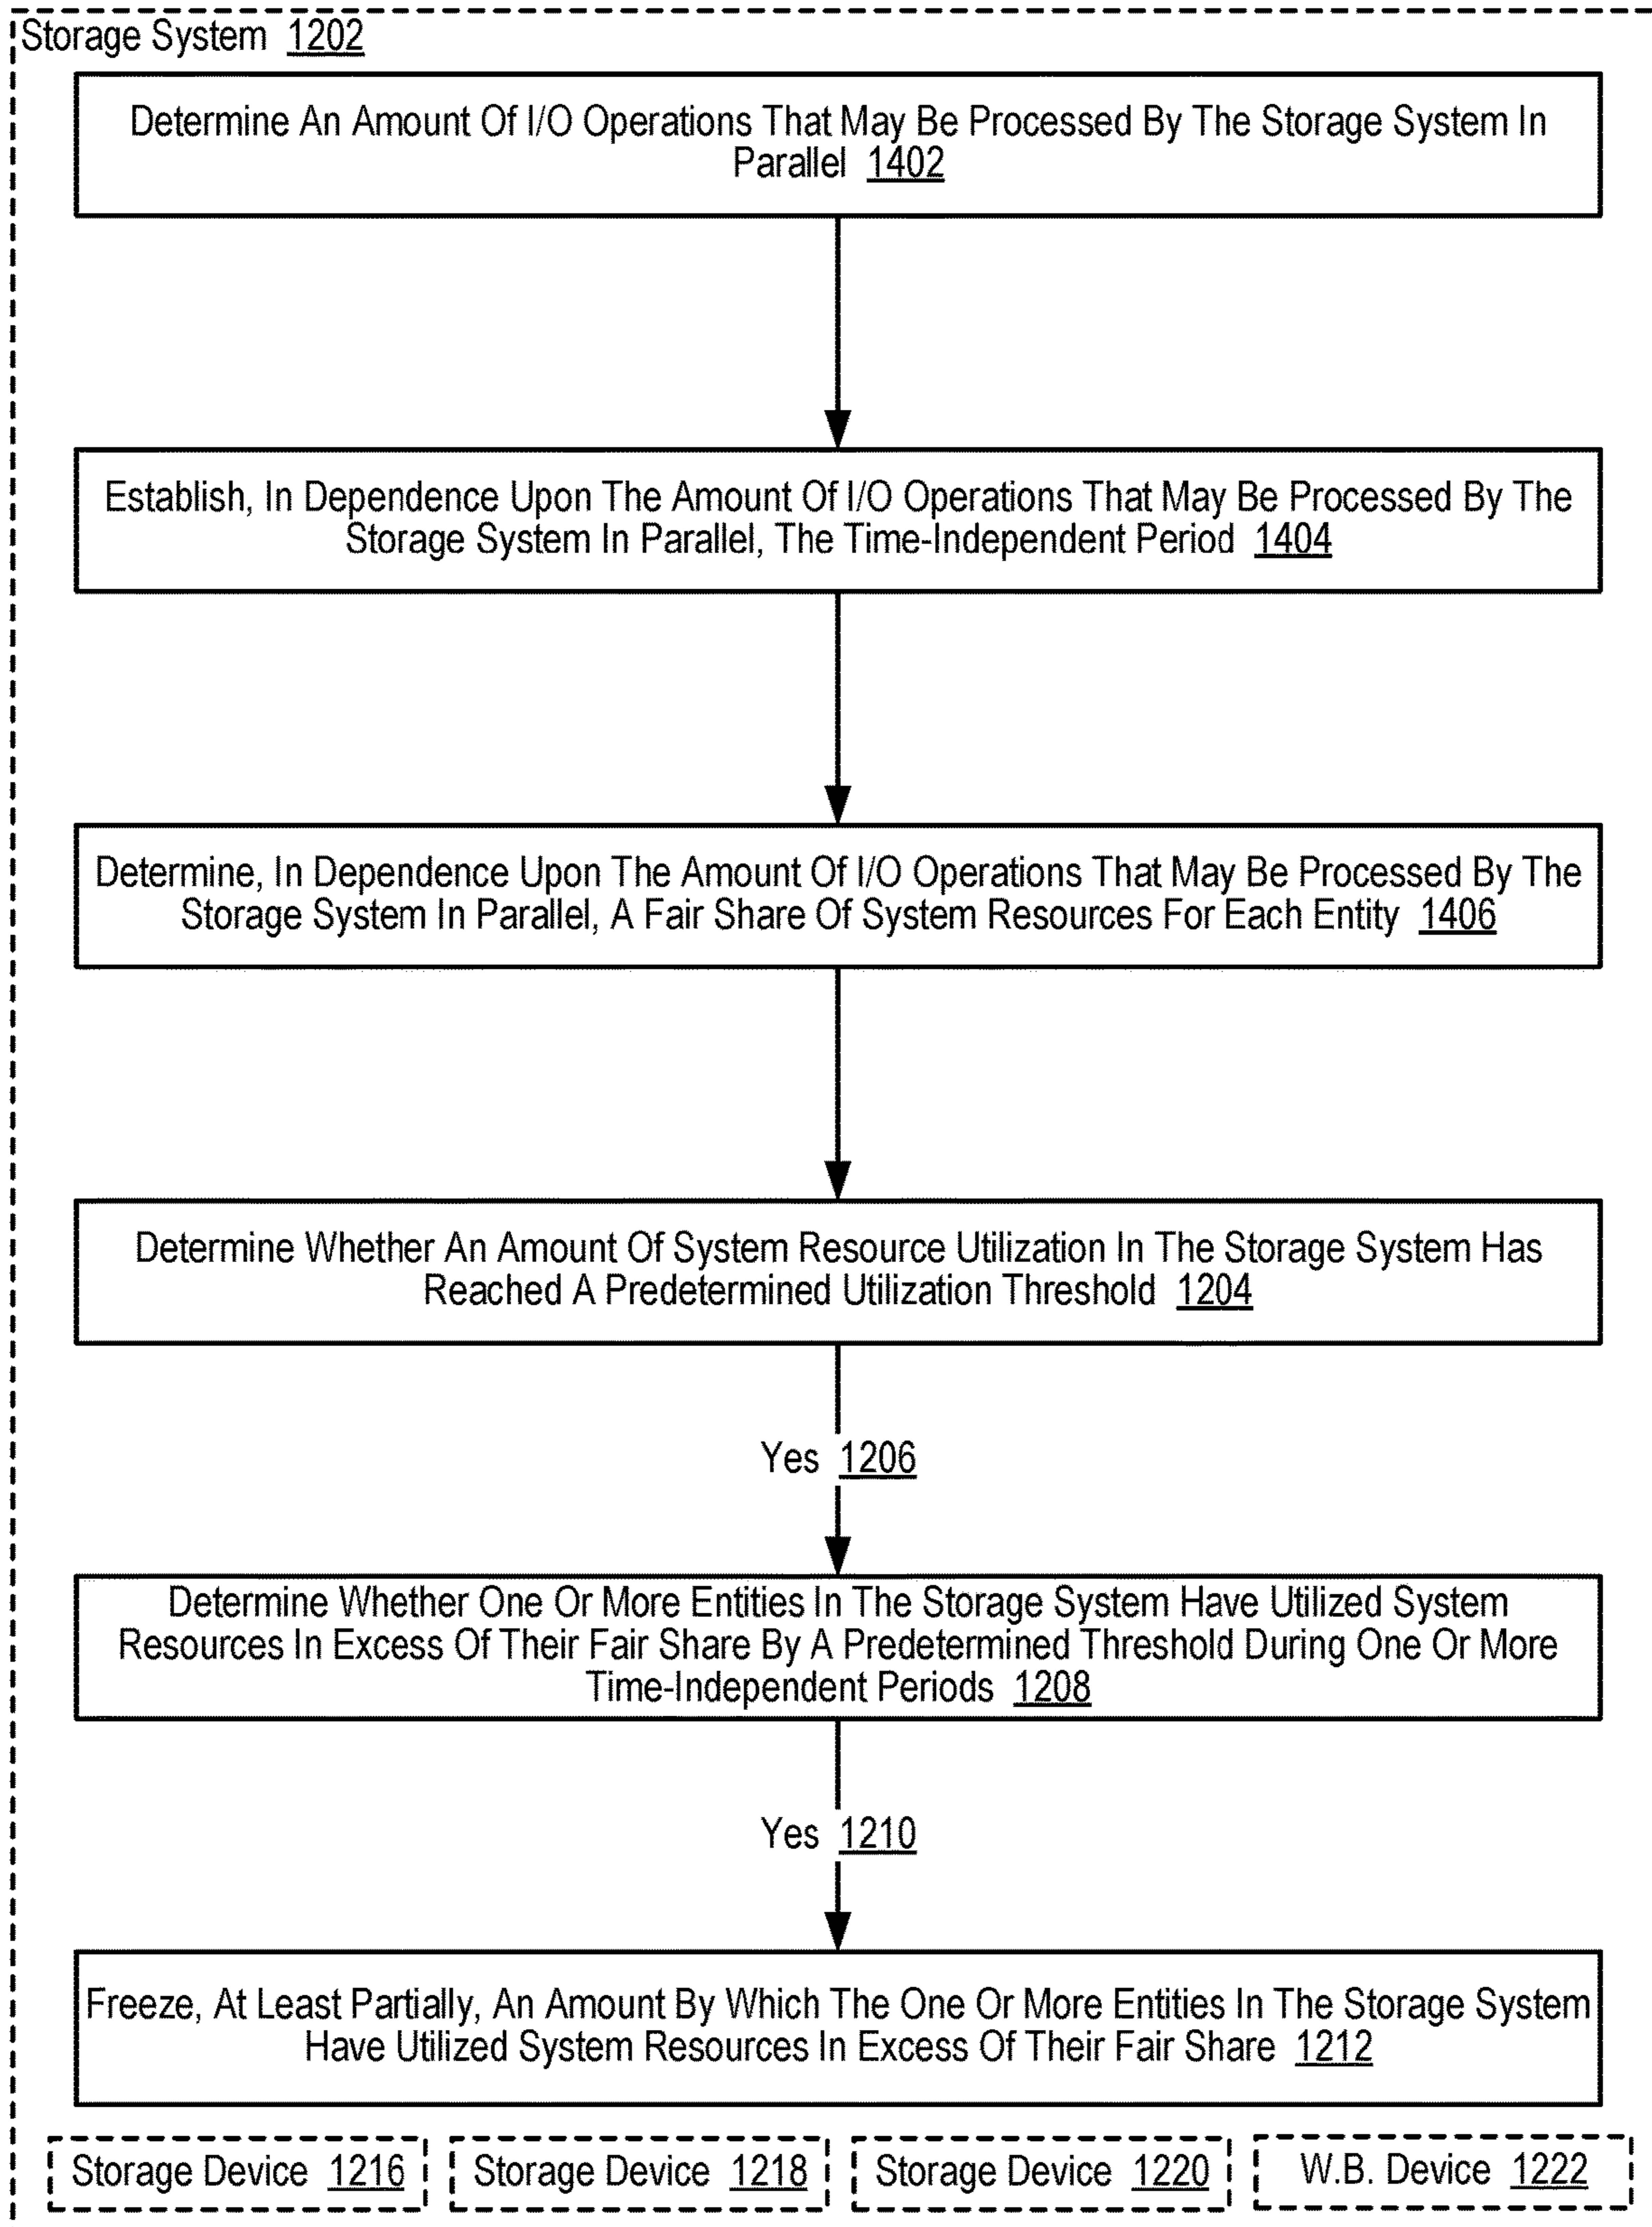 Storage System 1202
Determine An Amount Of I/O Operations That May Be Processed By The Storage System In
Parallel 1402
Establish, In Dependence Upon The Amount Of I/O Operations That May Be Processed By The
Storage System In Parallel, The Time-Independent Period 1404
Determine, In Dependence Upon The Amount Of I/O Operations That May Be Processed By The
Storage System In Parallel, A Fair Share Of System Resources For Each Entity 1406
Determine Whether An Amount Of System Resource Utilization In The Storage System Has
Reached A Predetermined Utilization Threshold 1204
Yes 1206
Determine Whether One Or More Entities In The Storage System Have Utilized System
Resources In Excess Of Their Fair Share By A Predetermined Threshold During One Or More
Time-Independent Periods 1208
Yes 1210
Freeze, At Least Partially, An Amount By Which The One Or More Entities In The Storage System
Have Utilized System Resources In Excess Of Their Fair Share 1212
Storage Device 1216
Storage Device 1218
Storage Device 1220
W.B. Device 1222